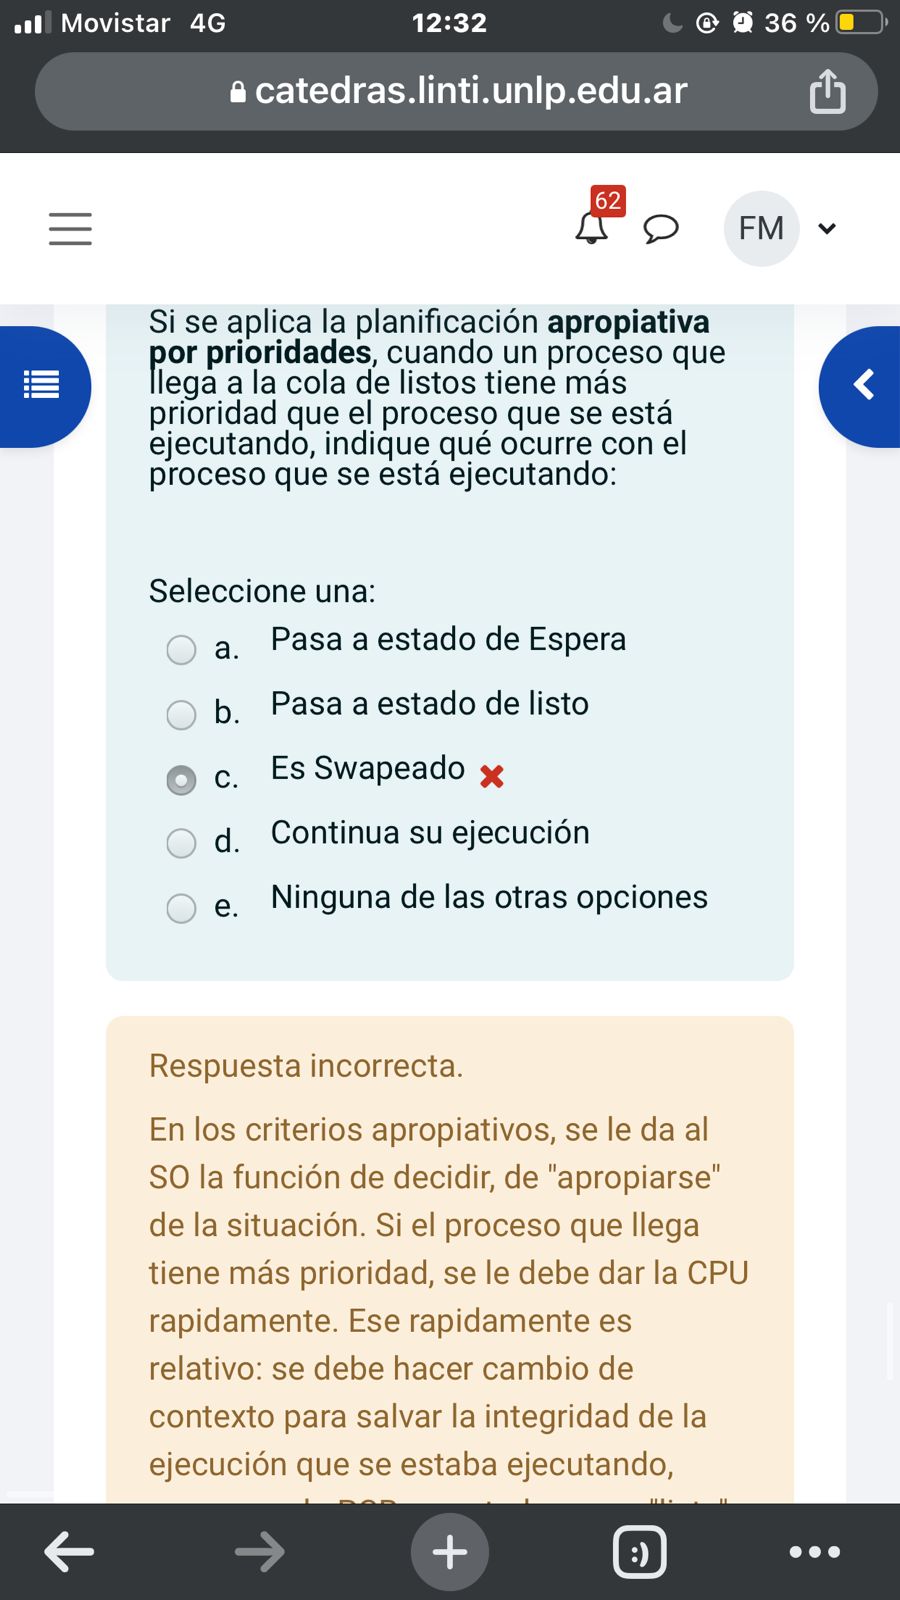 Movistar 4G 12:32 36 %
catedras.linti.unlp.edu.ar
62
FM
Si se aplica la planificación apropiativa
por prioridades, cuando un proceso que
llega a la cola de listos tiene más
prioridad que el proceso que se está
ejecutando, indique qué ocurre con el
proceso que se está ejecutando:
Seleccione una:
a. Pasa a estado de Espera
b. Pasa a estado de listo
c. Es Swapeado
d. Continua su ejecución
e. Ninguna de las otras opciones
Respuesta incorrecta.
En los criterios apropiativos, se le da al
SO la función de decidir, de "apropiarse"
de la situación. Si el proceso que llega
tiene más prioridad, se le debe dar la CPU
rapidamente. Ese rapidamente es
relativo: se debe hacer cambio de
contexto para salvar la integridad de la
ejecución que se estaba ejecutando,
:)